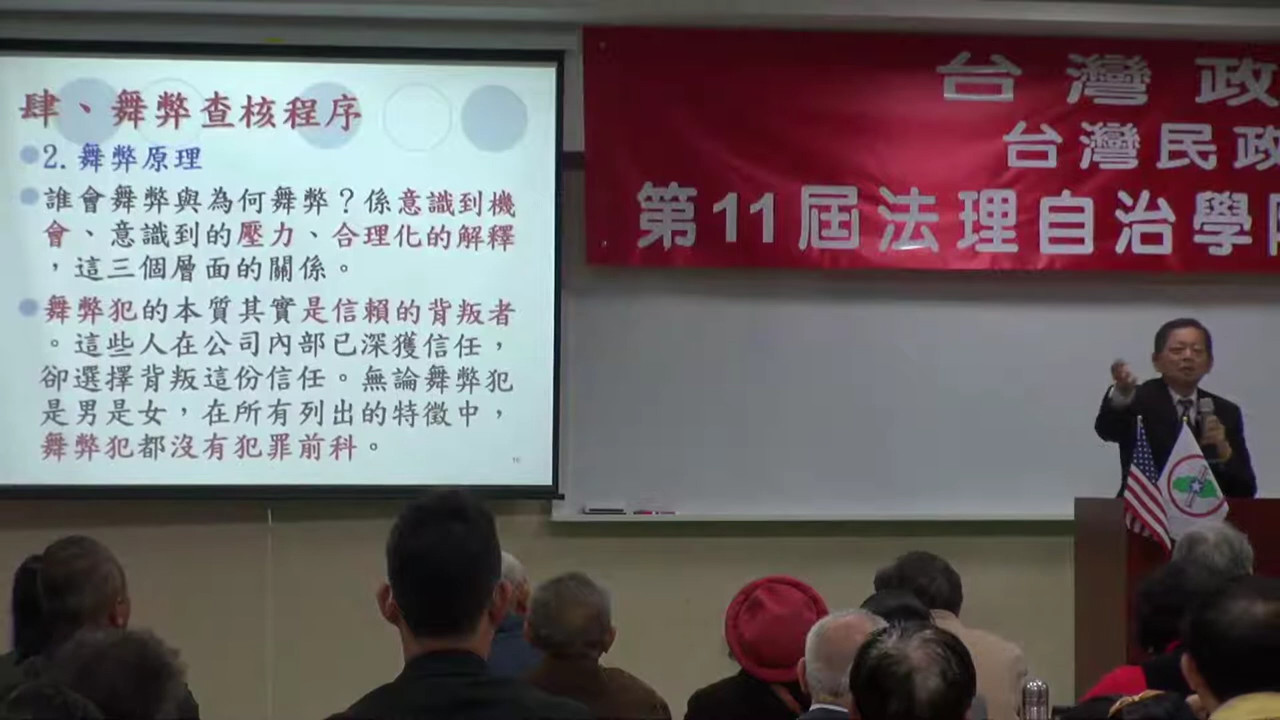 肆、舞弊查核程序
2. 舞弊原理
誰會舞弊與為何舞弊？係意識到機
會、意識到的壓力、合理化的解釋
，這三個層面的關係。
舞弊犯的本質其實是信賴的背叛者
。這些人在公司內部已深獲信任，
卻選擇背叛這份信任。無論舞弊犯
是男是女，在所有列出的特徵中，
舞弊犯都沒有犯罪前科。
台灣政
台灣民政
第11屆法理自治學